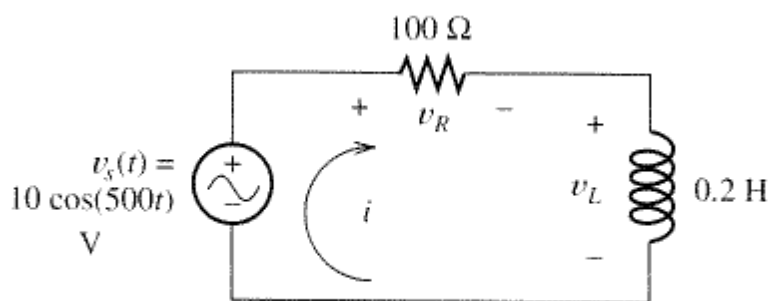 100 Ω
+ v_R −
v_s(t) =
10 cos(500t)
V
+
−
i
+
v_L
−
0.2 H